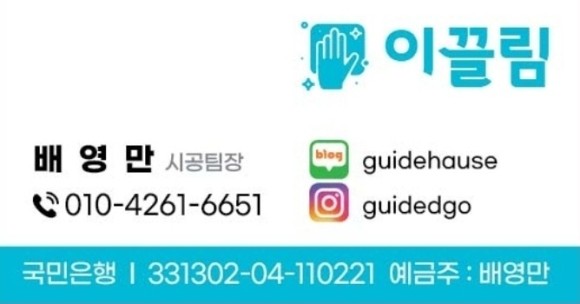 이끌림
배 영 만 시공팀장
010-4261-6651
blog guidehause
guidedgo
국민은행 | 331302-04-110221 예금주 : 배영만